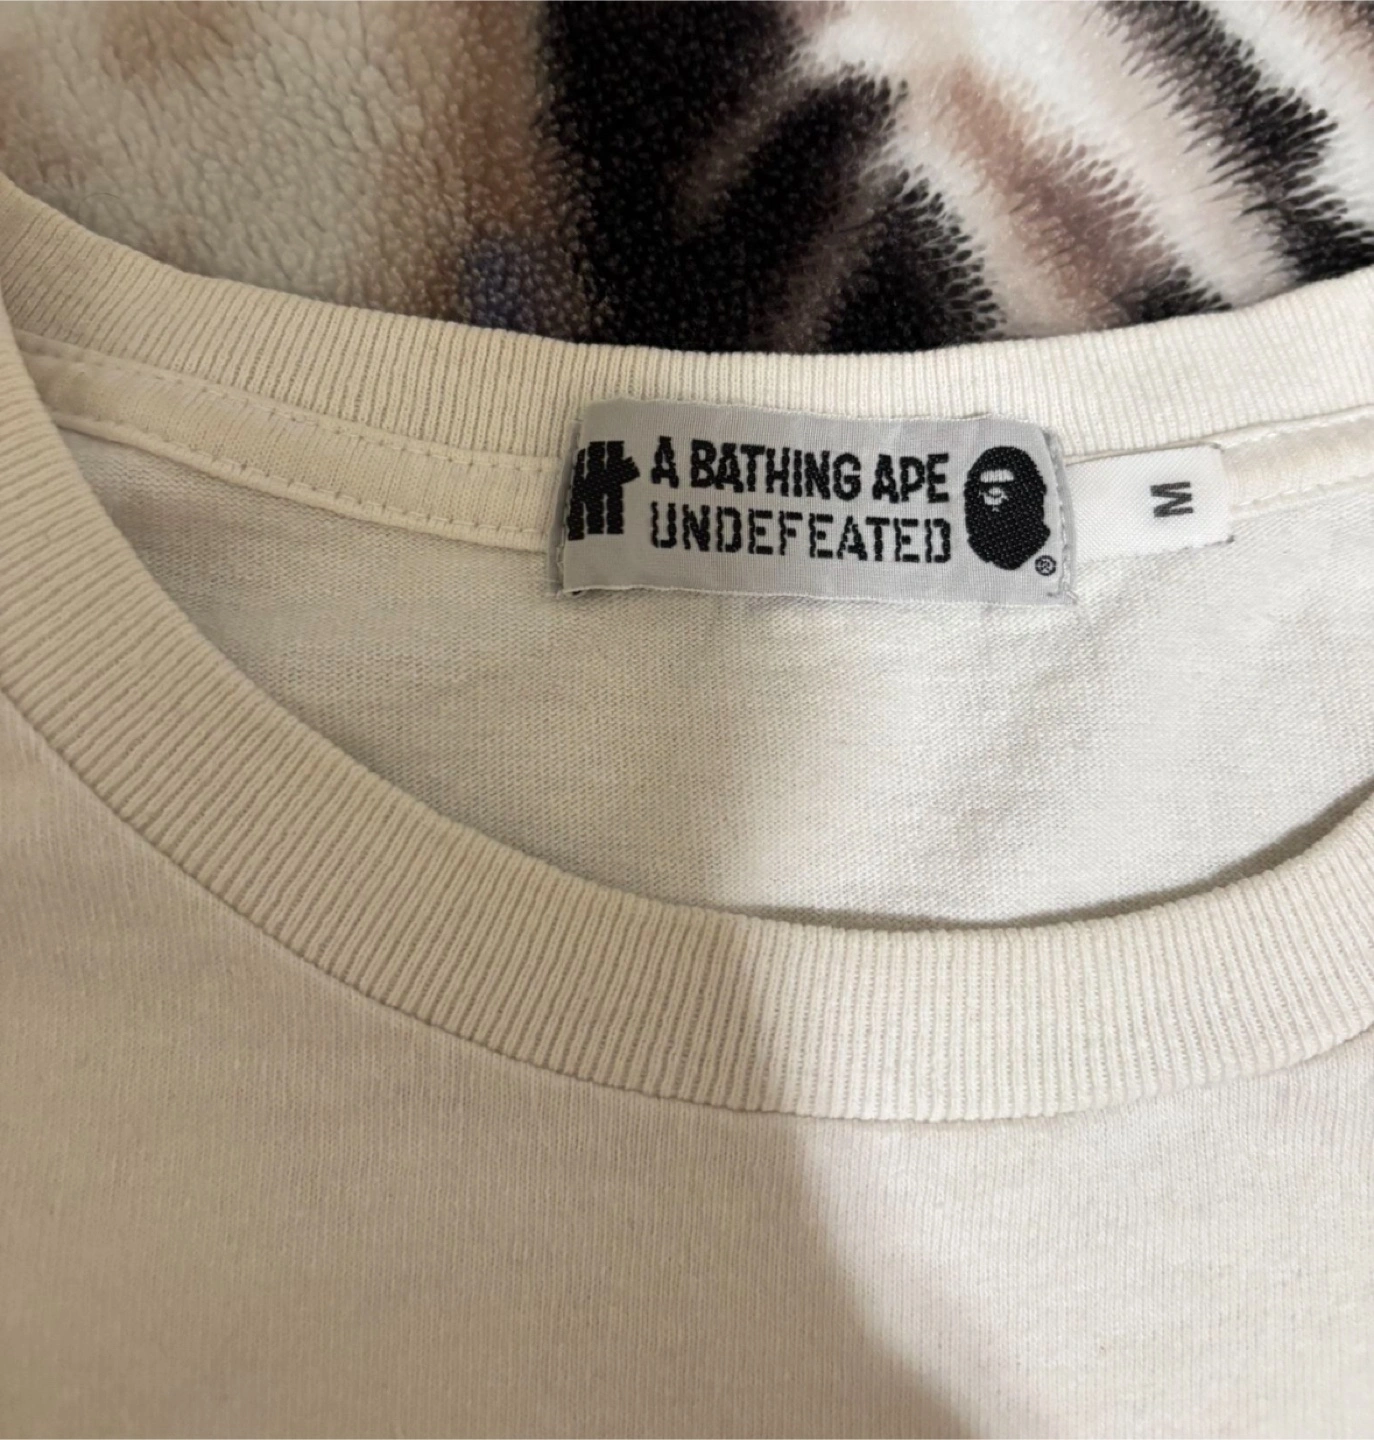 A BATHING APE
UNDEFEATED
®
M